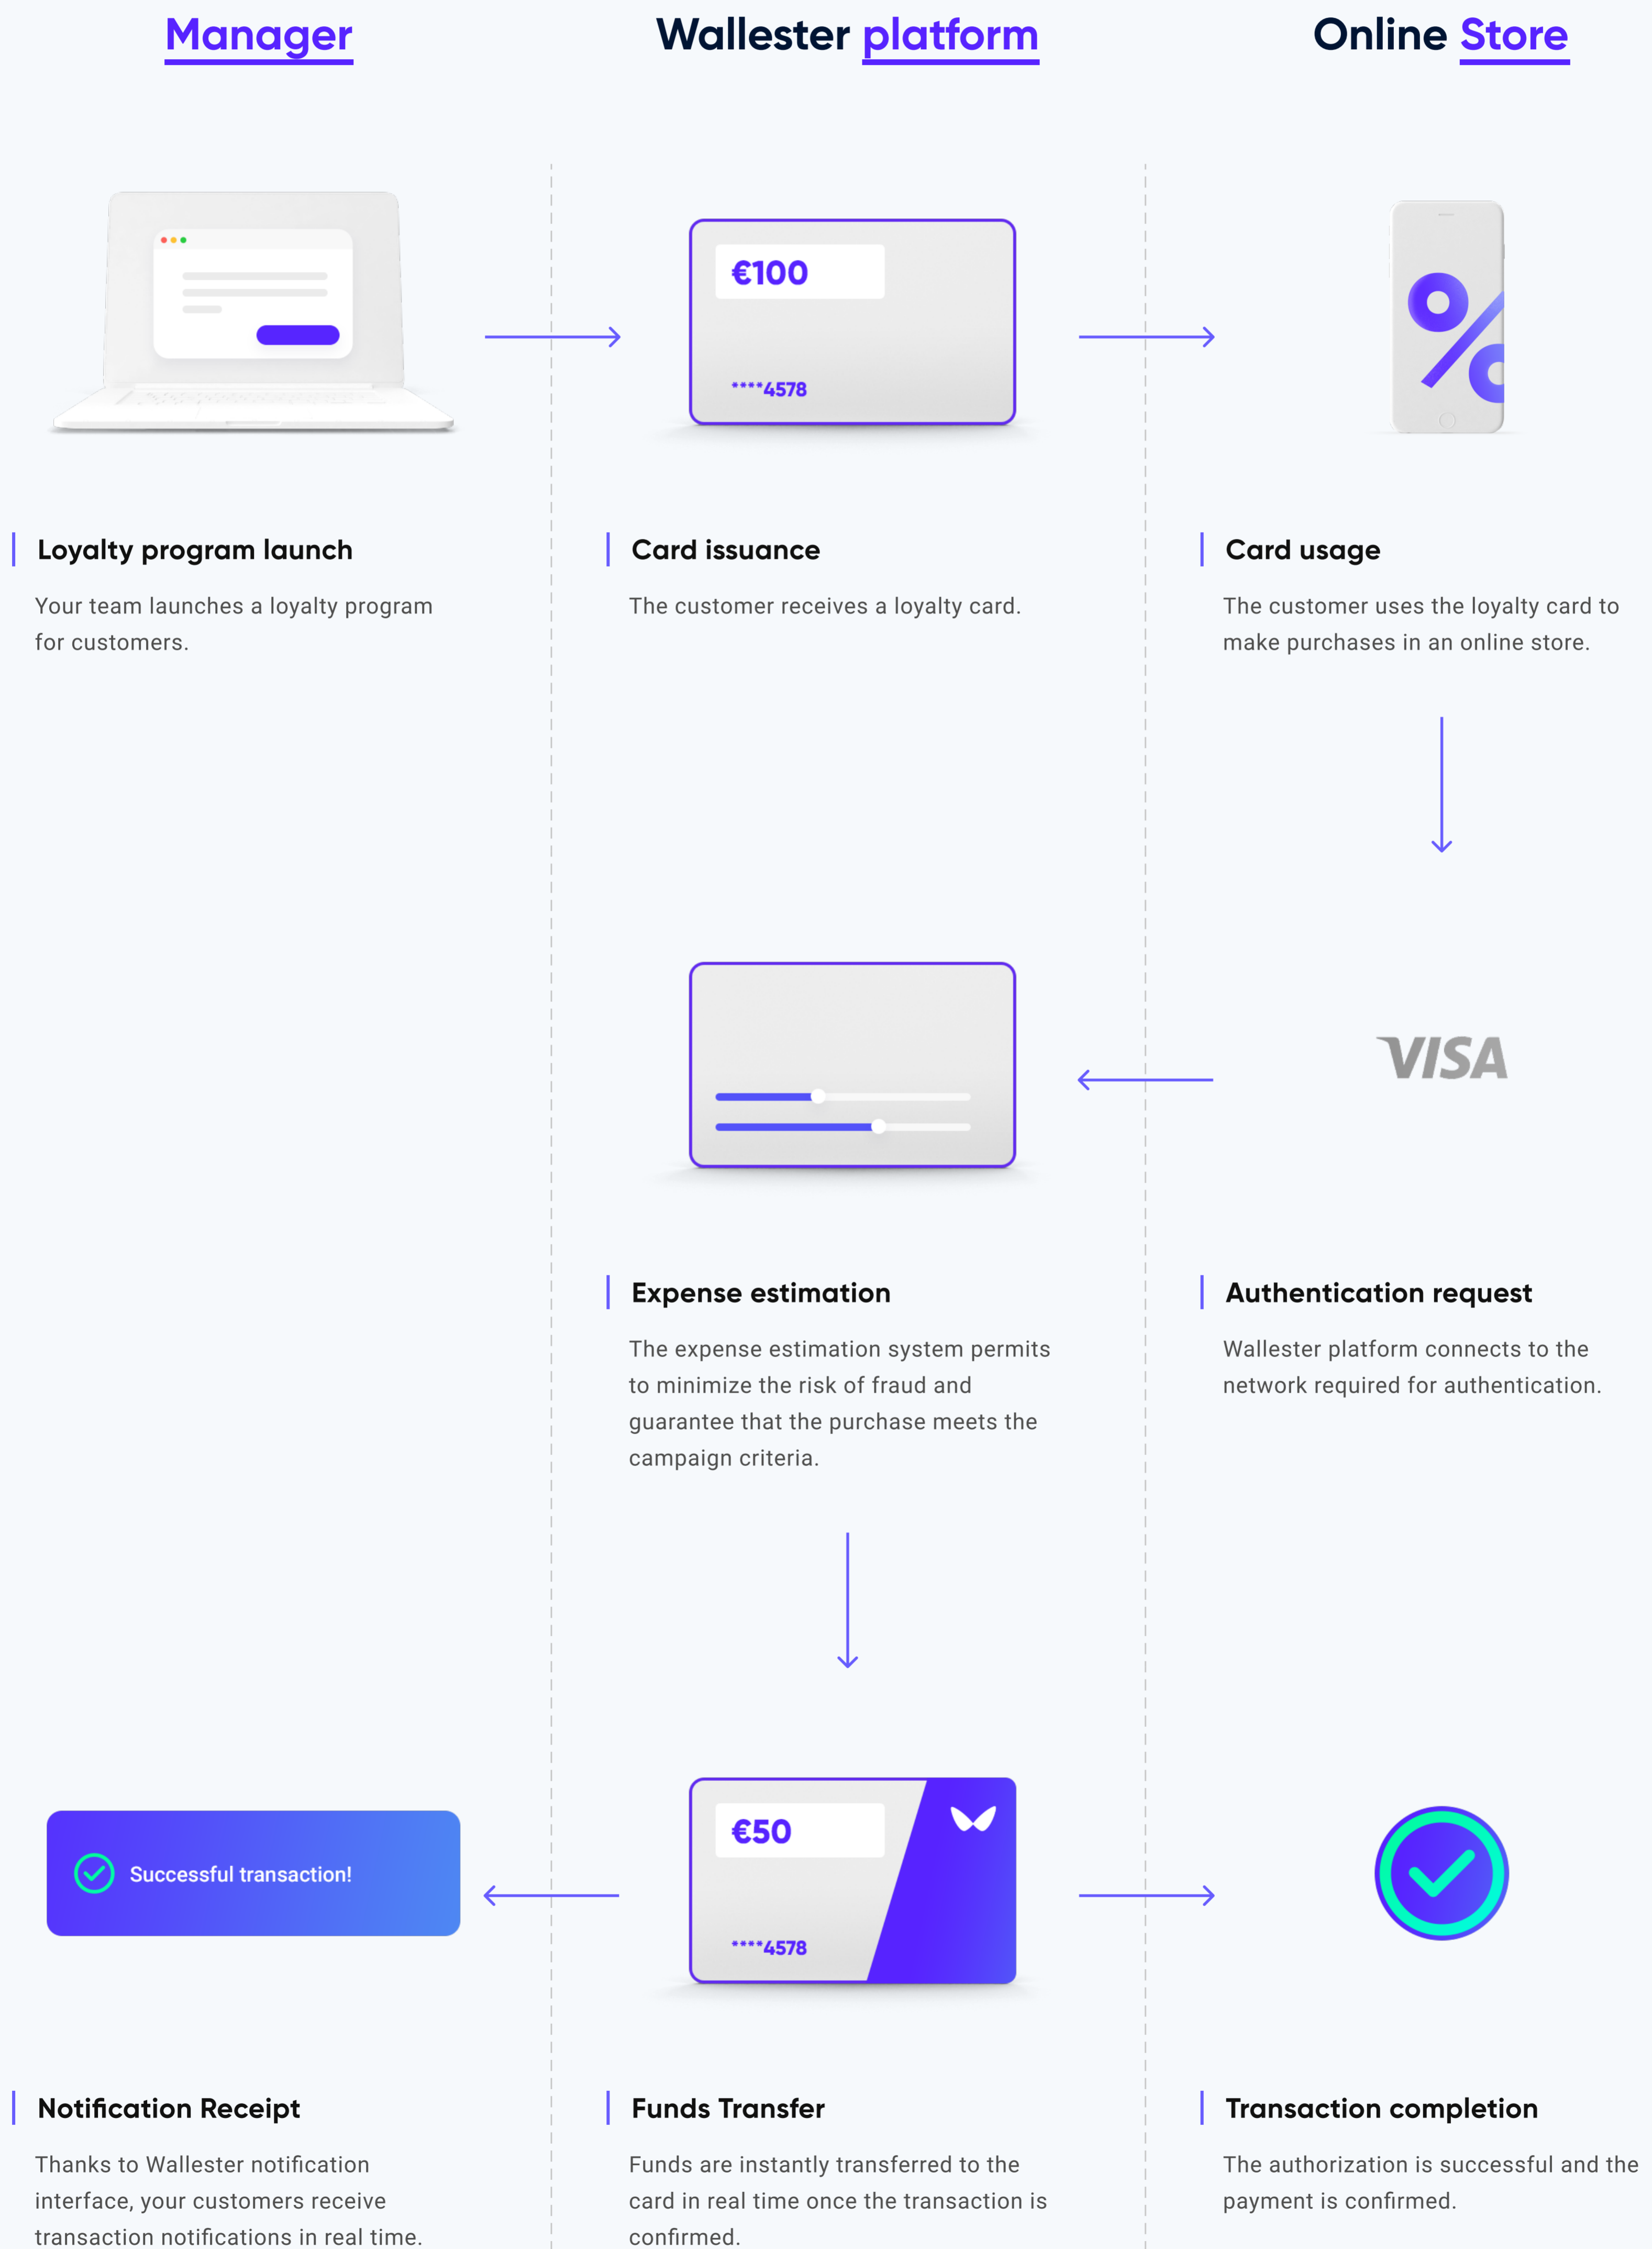 Manager
Wallester platform
Online Store
€100
****4578
Loyalty program launch
Your team launches a loyalty program
for customers.
Card issuance
The customer receives a loyalty card.
Card usage
The customer uses the loyalty card to
make purchases in an online store.
VISA
Expense estimation
The expense estimation system permits
to minimize the risk of fraud and
guarantee that the purchase meets the
campaign criteria.
Authentication request
Wallester platform connects to the
network required for authentication.
Successful transaction!
€50
****4578
Notification Receipt
Thanks to Wallester notification
interface, your customers receive
transaction notifications in real time.
Funds Transfer
Funds are instantly transferred to the
card in real time once the transaction is
confirmed.
Transaction completion
The authorization is successful and the
payment is confirmed.